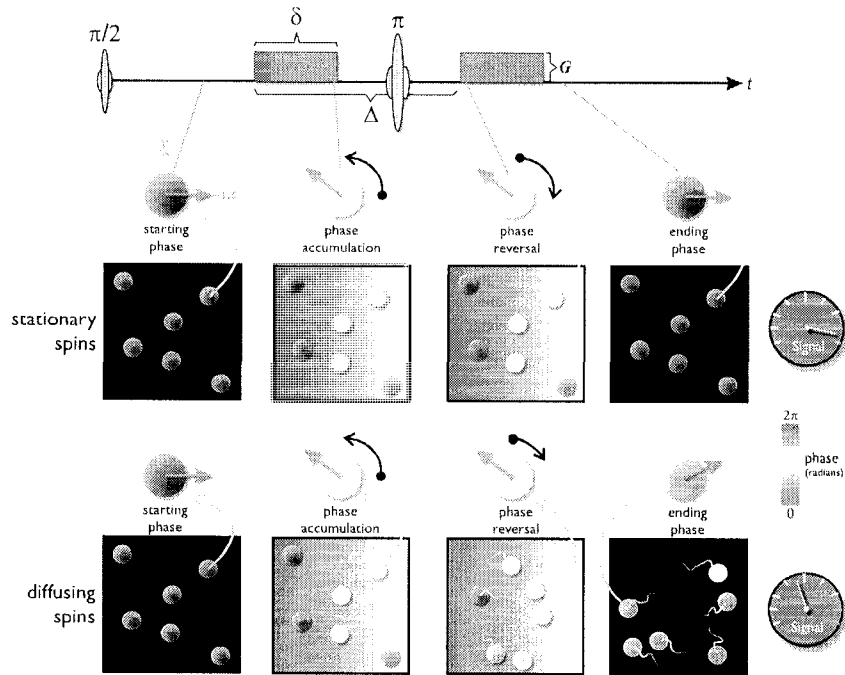 π/2
δ
π
G
t
Δ
starting
phase
phase
accumulation
phase
reversal
ending
phase
stationary
spins
Signal
2π
phase
(radians)
0
starting
phase
phase
accumulation
phase
reversal
ending
phase
diffusing
spins
Signal